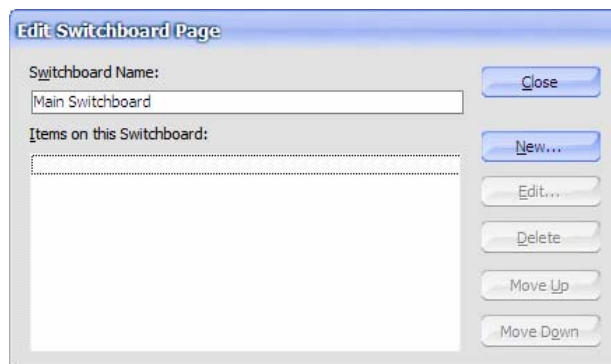 Edit Switchboard Page
Switchboard Name:
Main Switchboard
Items on this Switchboard:
Close
New...
Edit...
Delete
Move Up
Move Down